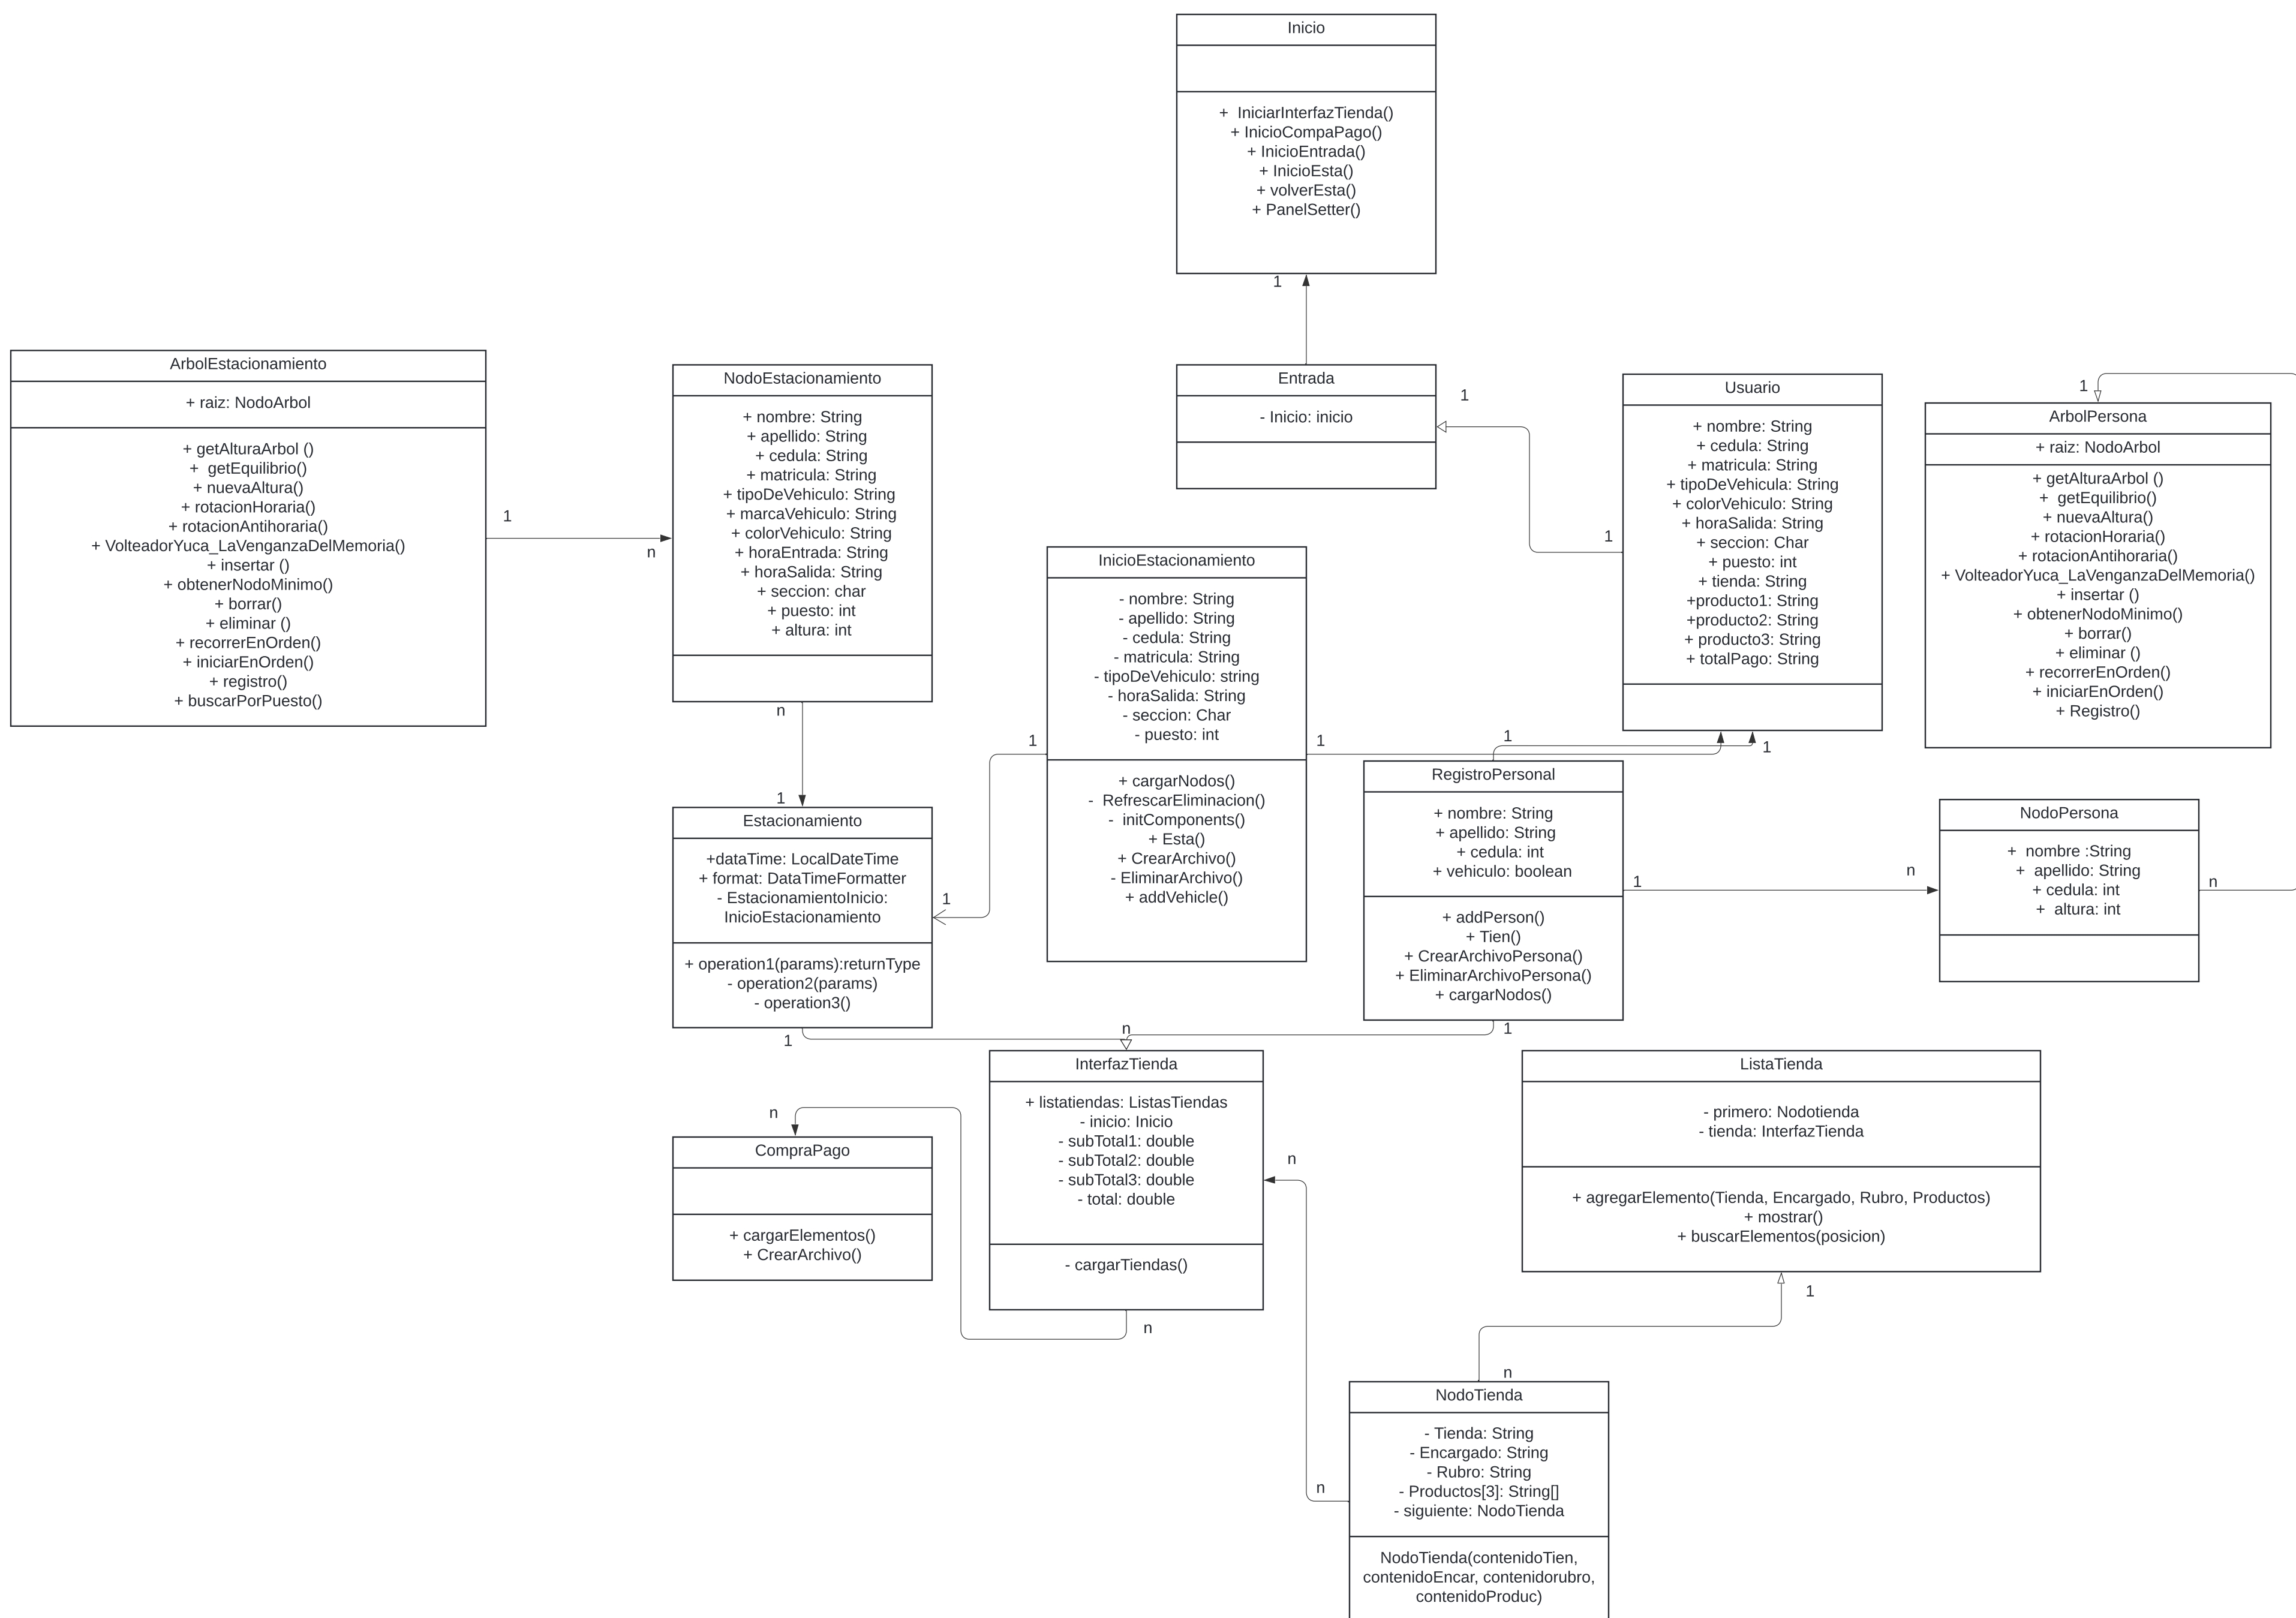 Inicio
+  IniciarInterfazTienda()
+ InicioCompaPago()
+ InicioEntrada()
+ InicioEsta()
+ volverEsta()
+ PanelSetter()
1
ArbolEstacionamiento
+ raiz: NodoArbol
+ getAlturaArbol ()
+  getEquilibrio()
+ nuevaAltura()
+ rotacionHoraria()
+ rotacionAntihoraria()
+ VolteadorYuca_LaVenganzaDelMemoria()
+ insertar ()
+ obtenerNodoMinimo()
+ borrar()
+ eliminar ()
+ recorrerEnOrden()
+ iniciarEnOrden()
+ registro()
+ buscarPorPuesto()
1
n
NodoEstacionamiento
+ nombre: String
+ apellido: String
+ cedula: String
+ matricula: String
+ tipoDeVehiculo: String
+ marcaVehiculo: String
+ colorVehiculo: String
+ horaEntrada: String
+ horaSalida: String
+ seccion: char
+ puesto: int
+ altura: int
n
1
Entrada
- Inicio: inicio
1
1
Usuario
+ nombre: String
+ cedula: String
+ matricula: String
+ tipoDeVehicula: String
+ colorVehiculo: String
+ horaSalida: String
+ seccion: Char
+ puesto: int
+ tienda: String
+producto1: String
+producto2: String
+ producto3: String
+ totalPago: String
1
ArbolPersona
+ raiz: NodoArbol
+ getAlturaArbol ()
+  getEquilibrio()
+ nuevaAltura()
+ rotacionHoraria()
+ rotacionAntihoraria()
+ VolteadorYuca_LaVenganzaDelMemoria()
+ insertar ()
+ obtenerNodoMinimo()
+ borrar()
+ eliminar ()
+ recorrerEnOrden()
+ iniciarEnOrden()
+ Registro()
InicioEstacionamiento
- nombre: String
- apellido: String
- cedula: String
- matricula: String
- tipoDeVehiculo: string
- horaSalida: String
- seccion: Char
- puesto: int
+ cargarNodos()
-  RefrescarEliminacion()
-  initComponents()
+ Esta()
+ CrearArchivo()
- EliminarArchivo()
+ addVehicle()
1
1
1
1
1
Estacionamiento
+dataTime: LocalDateTime
+ format: DataTimeFormatter
- EstacionamientoInicio:
InicioEstacionamiento
+ operation1(params):returnType
- operation2(params)
- operation3()
1
RegistroPersonal
+ nombre: String
+ apellido: String
+ cedula: int
+ vehiculo: boolean
+ addPerson()
+ Tien()
+ CrearArchivoPersona()
+ EliminarArchivoPersona()
+ cargarNodos()
1
n
1
NodoPersona
+  nombre :String
+  apellido: String
+ cedula: int
+  altura: int
n
n
InterfazTienda
+ listatiendas: ListasTiendas
- inicio: Inicio
- subTotal1: double
- subTotal2: double
- subTotal3: double
- total: double
- cargarTiendas()
n
n
CompraPago
+ cargarElementos()
+ CrearArchivo()
n
ListaTienda
- primero: Nodotienda
- tienda: InterfazTienda
+ agregarElemento(Tienda, Encargado, Rubro, Productos)
+ mostrar()
+ buscarElementos(posicion)
1
n
n
NodoTienda
- Tienda: String
- Encargado: String
- Rubro: String
- Productos[3]: String[]
- siguiente: NodoTienda
NodoTienda(contenidoTien,
contenidoEncar, contenidorubro,
contenidoProduc)